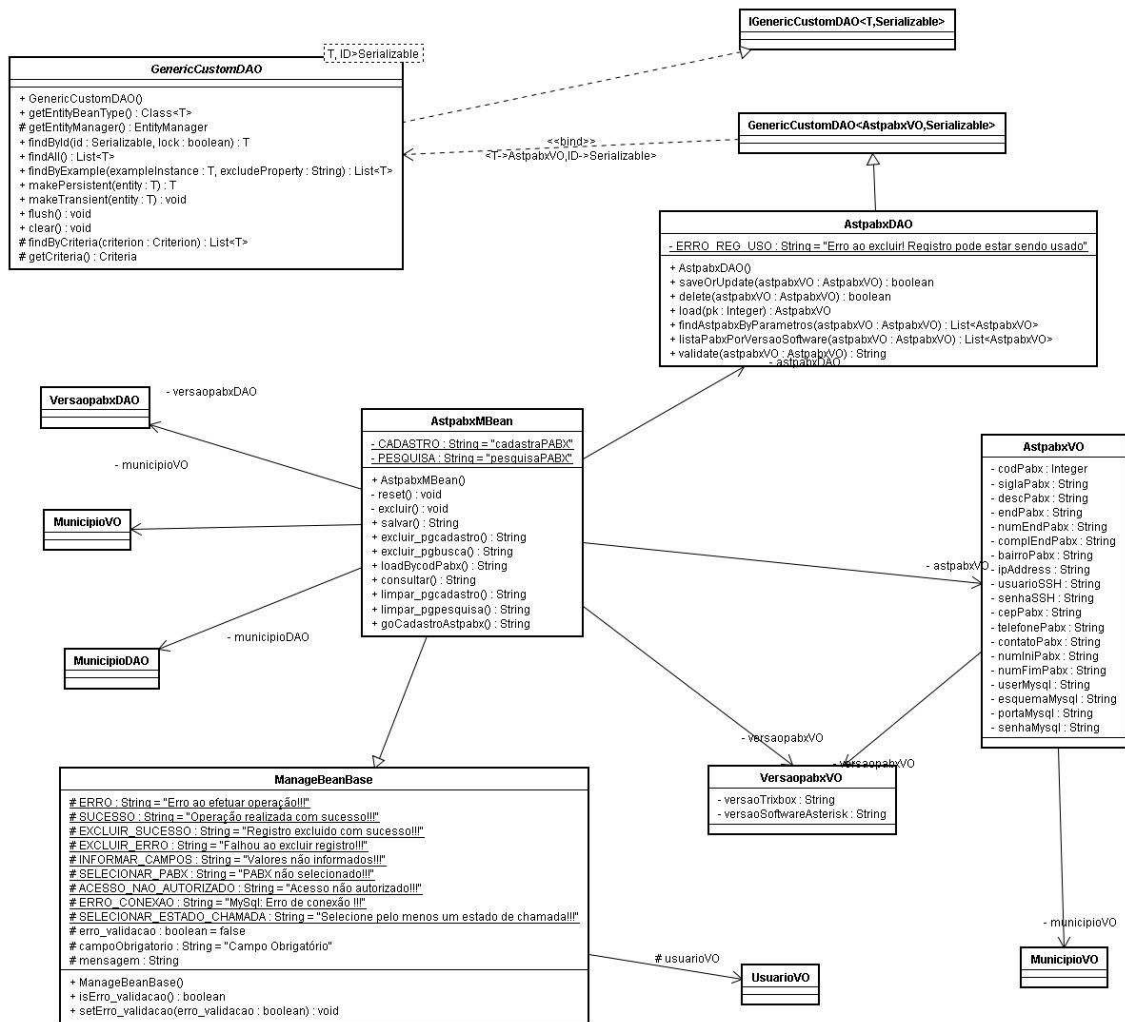 IGenericCustomDAO<T,Serializable>
T, ID>Serializable
GenericCustomDAO
+ GenericCustomDAO()
+ getEntityBeanType() : Class<T>
# getEntityManager() : EntityManager
+ findById(id : Serializable, lock : boolean) : T
+ findAll() : List<T>
+ findByExample(exampleInstance : T, excludeProperty : String) : List<T>
+ makePersistent(entity : T) : T
+ makeTransient(entity : T) : void
+ flush() : void
+ clear() : void
# findByCriteria(criterion : Criterion) : List<T>
# getCriteria() : Criteria
GenericCustomDAO<AstpabxVO,Serializable>
<<bind>>
<T->AstpabxVO,ID->Serializable>
AstpabxDAO
- ERRO_REG_USO : String = "Erro ao excluir! Registro pode estar sendo usado"
+ AstpabxDAO()
+ saveOrUpdate(astpabxVO : AstpabxVO) : boolean
+ delete(astpabxVO : AstpabxVO) : boolean
+ load(pk : Integer) : AstpabxVO
+ findAstpabxByParametros(astpabxVO : AstpabxVO) : List<AstpabxVO>
+ listaPabxPorVersaoSoftware(astpabxVO : AstpabxVO) : List<AstpabxVO>
+ validate(astpabxVO : AstpabxVO) : String
- astpabxDAO
VersaopabxDAO
- versaopabxDAO
- municipioVO
MunicipioVO
- municipioDAO
MunicipioDAO
AstpabxMBean
- CADASTRO : String = "cadastraPABX"
- PESQUISA : String = "pesquisaPABX"
+ AstpabxMBean()
- reset() : void
- excluir() : void
+ salvar() : String
+ excluir_pgcadastro() : String
+ excluir_pgbusca() : String
+ loadBycodPabx() : String
+ consultar() : String
+ limpar_pgcadastro() : String
+ limpar_pgpesquisa() : String
+ goCadastroAstpabx() : String
- astpabxVO
AstpabxVO
- codPabx : Integer
- siglaPabx : String
- descPabx : String
- endPabx : String
- numEndPabx : String
- complEndPabx : String
- bairroPabx : String
- ipAddress : String
- usuarioSSH : String
- senhaSSH : String
- cepPabx : String
- telefonePabx : String
- contatoPabx : String
- numIniPabx : String
- numFimPabx : String
- userMysql : String
- esquemaMysql : String
- portaMysql : String
- senhaMysql : String
- versaopabxVO
- versaopabxVO
VersaopabxVO
- versaoTrixbox : String
- versaoSoftwareAsterisk : String
ManageBeanBase
# ERRO : String = "Erro ao efetuar operação!!!"
# SUCESSO : String = "Operação realizada com sucesso!!!"
# EXCLUIR_SUCESSO : String = "Registro excluido com sucesso!!!"
# EXCLUIR_ERRO : String = "Falhou ao excluir registro!!!"
# INFORMAR_CAMPOS : String = "Valores não informados!!!"
# SELECIONAR_PABX : String = "PABX não selecionado!!!"
# ACESSO_NAO_AUTORIZADO : String = "Acesso não autorizado!!!"
# ERRO_CONEXAO : String = "MySql: Erro de conexão !!!"
# SELECIONAR_ESTADO_CHAMADA : String = "Selecione pelo menos um estado de chamada!!!"
# erro_validacao : boolean = false
# campoObrigatorio : String = "Campo Obrigatório"
# mensagem : String
+ ManageBeanBase()
+ isErro_validacao() : boolean
+ setErro_validacao(erro_validacao : boolean) : void
# usuarioVO
UsuarioVO
- municipioVO
MunicipioVO